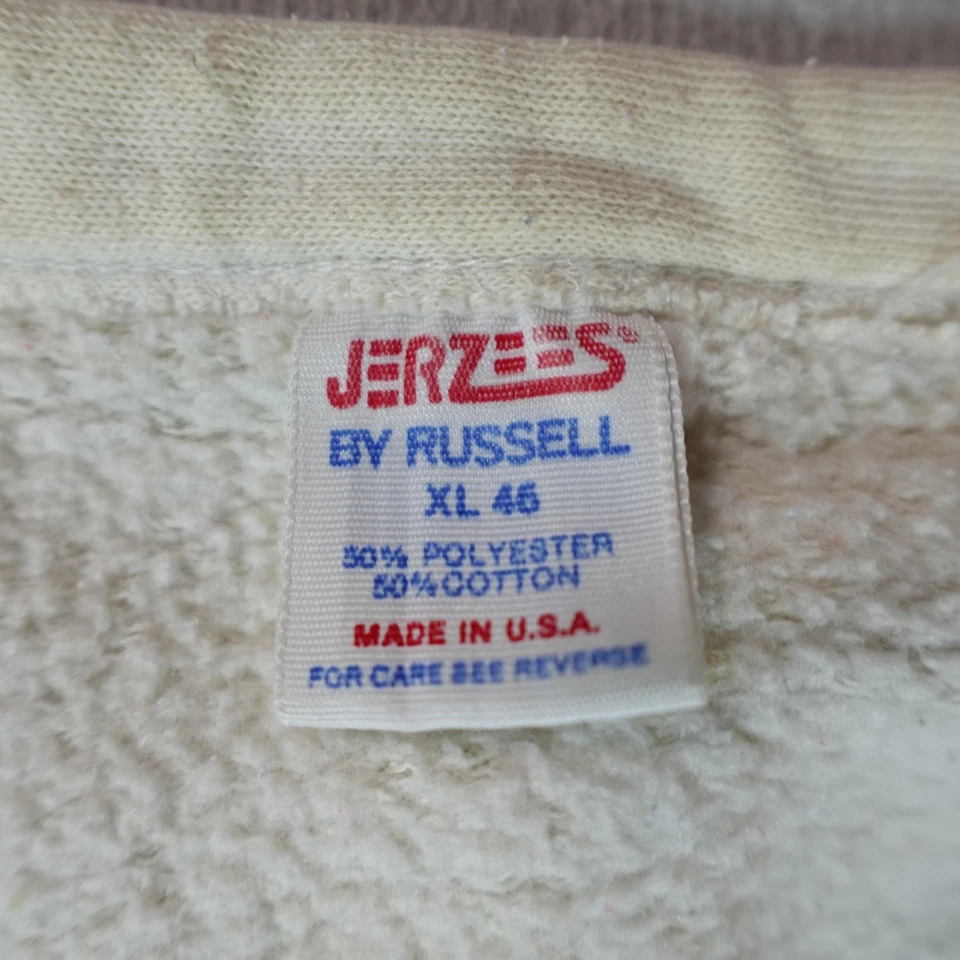 JERZEES®
BY RUSSELL
XL 46
50% POLYESTER
50% COTTON
MADE IN U.S.A.
FOR CARE SEE REVERSE